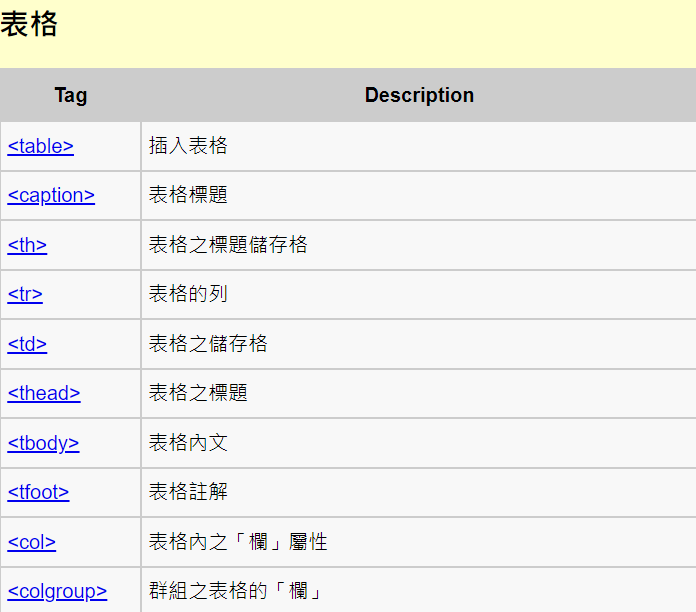 表格
Tag Description
<table> 插入表格
<caption> 表格標題
<th> 表格之標題儲存格
<tr> 表格的列
<td> 表格之儲存格
<thead> 表格之標題
<tbody> 表格內文
<tfoot> 表格註解
<col> 表格內之「欄」屬性
<colgroup> 群組之表格的「欄」